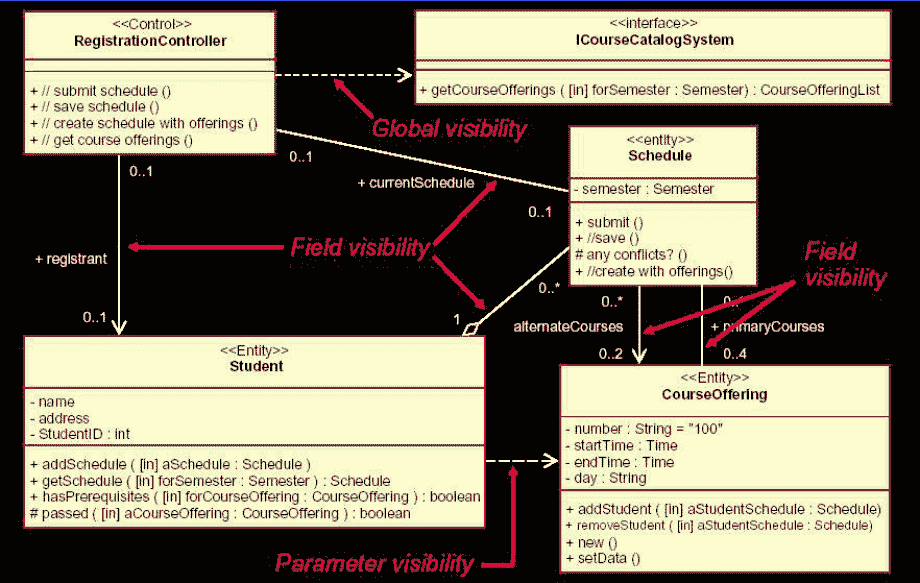 <<Control>>
RegistrationController
+ // submit schedule ()
+ // save schedule ()
+ // create schedule with offerings ()
+ // get course offerings ()
<<interface>>
ICourseCatalogSystem
+ getCourseOfferings ( [in] forSemester : Semester) : CourseOfferingList
Global visibility
0..1
0..1
+ currentSchedule
0..1
<<entity>>
Schedule
- semester : Semester
+ submit ()
+ //save ()
# any conflicts? ()
+ //create with offerings()
Field visibility
Field
visibility
+ registrant
0..1
1
0..*
0..*
alternateCourses
+ primaryCourses
0..2
0..4
<<Entity>>
Student
- name
- address
- StudentID : int
+ addSchedule ( [in] aSchedule : Schedule )
+ getSchedule ( [in] forSemester : Semester ) : Schedule
+ hasPrerequisites ( [in] forCourseOffering : CourseOffering ) : boolean
# passed ( [in] aCourseOffering : CourseOffering ) : boolean
<<Entity>>
CourseOffering
- number : String = "100"
- startTime : Time
- endTime : Time
- day : String
+ addStudent ( [in] aStudentSchedule : Schedule)
+ removeStudent ( [in] aStudentSchedule : Schedule)
+ new ()
+ setData ()
Parameter visibility